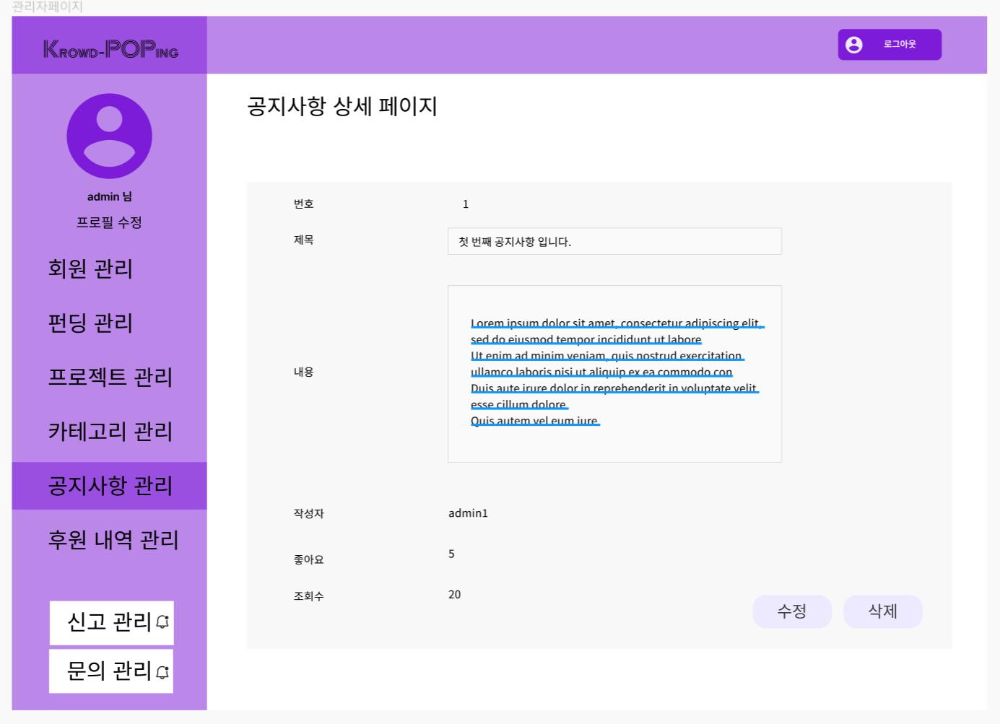 관리자페이지
KROWD-POPING
로그아웃
admin 님
프로필 수정
회원 관리
펀딩 관리
프로젝트 관리
카테고리 관리
공지사항 관리
후원 내역 관리
신고 관리
문의 관리
공지사항 상세 페이지
번호 1
제목 첫 번째 공지사항 입니다.
내용
Lorem ipsum dolor sit amet, consectetur adipiscing elit,
sed do eiusmod tempor incididunt ut labore
Ut enim ad minim veniam, quis nostrud exercitation
ullamco laboris nisi ut aliquip ex ea commodo con
Duis aute irure dolor in reprehenderit in voluptate velit
esse cillum dolore
Quis autem vel eum iure
작성자 admin1
좋아요 5
조회수 20
수정 삭제